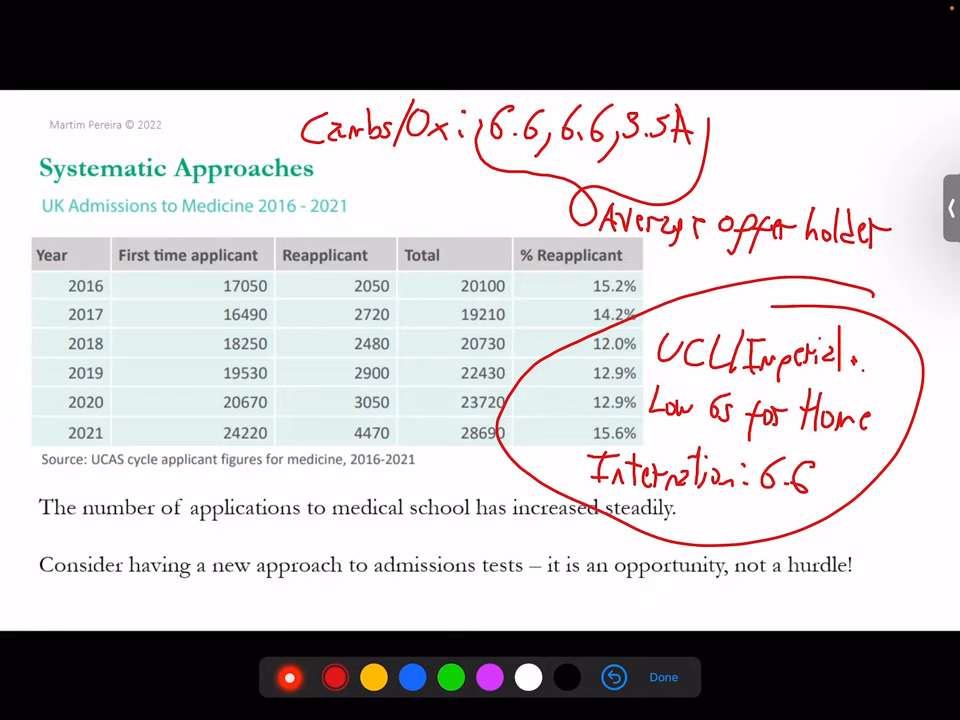 Martim Pereira © 2022
Cambs/Ox: 6.6, 6.6, 3.5A
Systematic Approaches
UK Admissions to Medicine 2016 - 2021
Average offer holder
Year First time applicant Reapplicant Total % Reapplicant
2016 17050 2050 20100 15.2%
2017 16490 2720 19210 14.2%
2018 18250 2480 20730 12.0%
2019 19530 2900 22430 12.9%
2020 20670 3050 23720 12.9%
2021 24220 4470 28690 15.6%
UCL/Imperial:
Low 6s for Home
Internation: 6.6
Source: UCAS cycle applicant figures for medicine, 2016-2021
The number of applications to medical school has increased steadily.
Consider having a new approach to admissions tests – it is an opportunity, not a hurdle!
Done